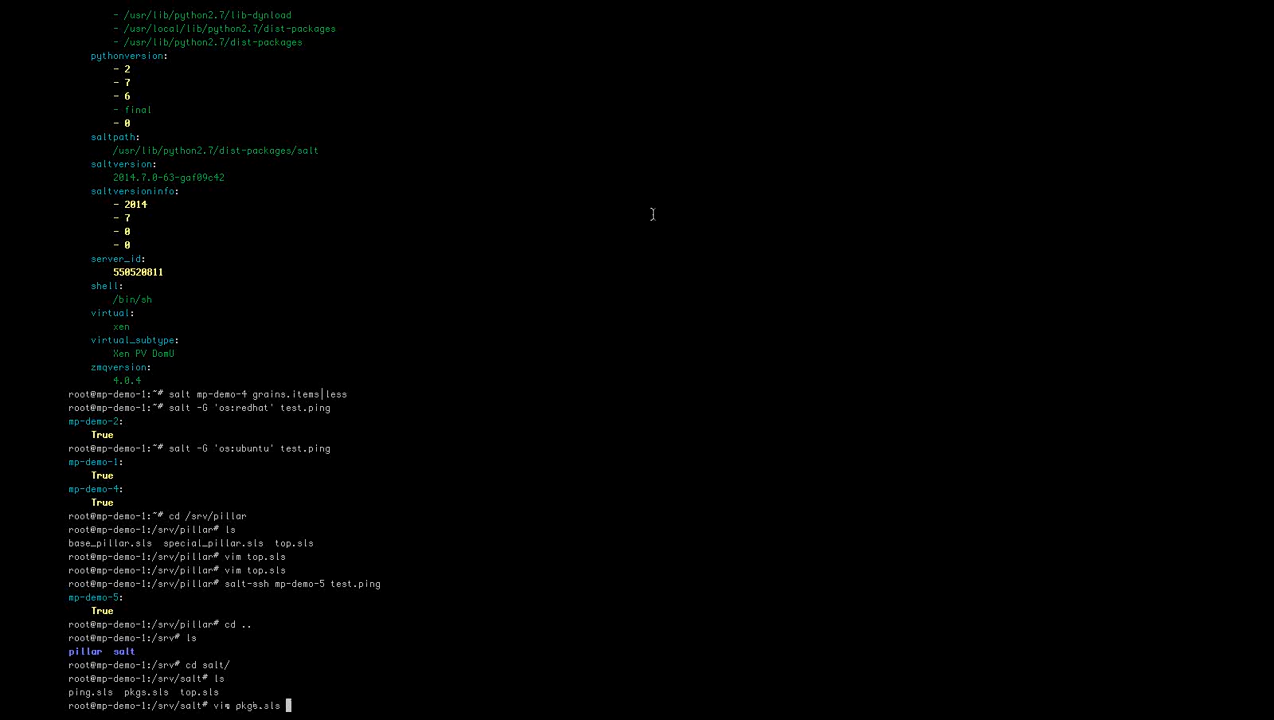 - /usr/lib/python2.7/lib-dynload
- /usr/local/lib/python2.7/dist-packages
- /usr/lib/python2.7/dist-packages
pythonversion:
- 2
- 7
- 6
- final
- 0
saltpath:
/usr/lib/python2.7/dist-packages/salt
saltversion:
2014.7.0-63-gaf09c42
saltversioninfo:
- 2014
- 7
- 0
- 0
server_id:
550520811
shell:
/bin/sh
virtual:
xen
virtual_subtype:
Xen PV DomU
zmqversion:
4.0.4
root@mp-demo-1:~# salt mp-demo-4 grains.items|less
root@mp-demo-1:~# salt -G 'os:redhat' test.ping
mp-demo-2:
True
root@mp-demo-1:~# salt -G 'os:ubuntu' test.ping
mp-demo-1:
True
mp-demo-4:
True
root@mp-demo-1:~# cd /srv/pillar
root@mp-demo-1:/srv/pillar# ls
base_pillar.sls  special_pillar.sls  top.sls
root@mp-demo-1:/srv/pillar# vim top.sls
root@mp-demo-1:/srv/pillar# vim top.sls
root@mp-demo-1:/srv/pillar# salt-ssh mp-demo-5 test.ping
mp-demo-5:
True
root@mp-demo-1:/srv/pillar# cd ..
root@mp-demo-1:/srv# ls
pillar  salt
root@mp-demo-1:/srv# cd salt/
root@mp-demo-1:/srv/salt# ls
ping.sls  pkgs.sls  top.sls
root@mp-demo-1:/srv/salt# vim pkgs.sls